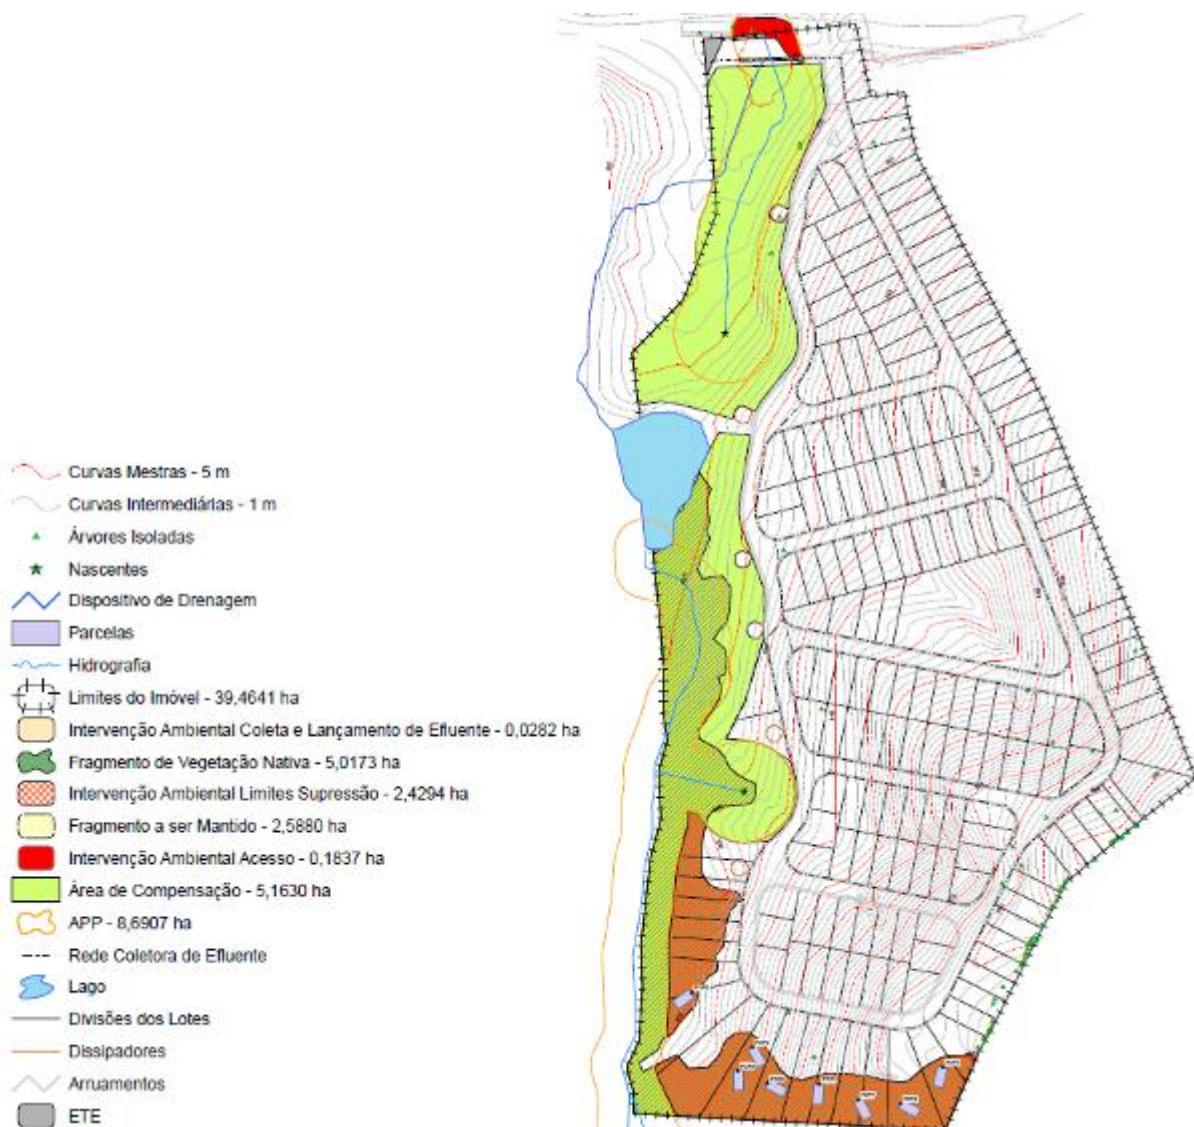 Curvas Mestras - 5 m
Curvas Intermediárias - 1 m
Árvores Isoladas
Nascentes
Dispositivo de Drenagem
Parcelas
Hidrografia
Limites do Imóvel - 39,4641 ha
Intervenção Ambiental Coleta e Lançamento de Efluente - 0,0282 ha
Fragmento de Vegetação Nativa - 5,0173 ha
Intervenção Ambiental Limites Supressão - 2,4294 ha
Fragmento a ser Mantido - 2,5880 ha
Intervenção Ambiental Acesso - 0,1837 ha
Área de Compensação - 5,1630 ha
APP - 8,6907 ha
Rede Coletora de Efluente
Lago
Divisões dos Lotes
Dissipadores
Arruamentos
ETE